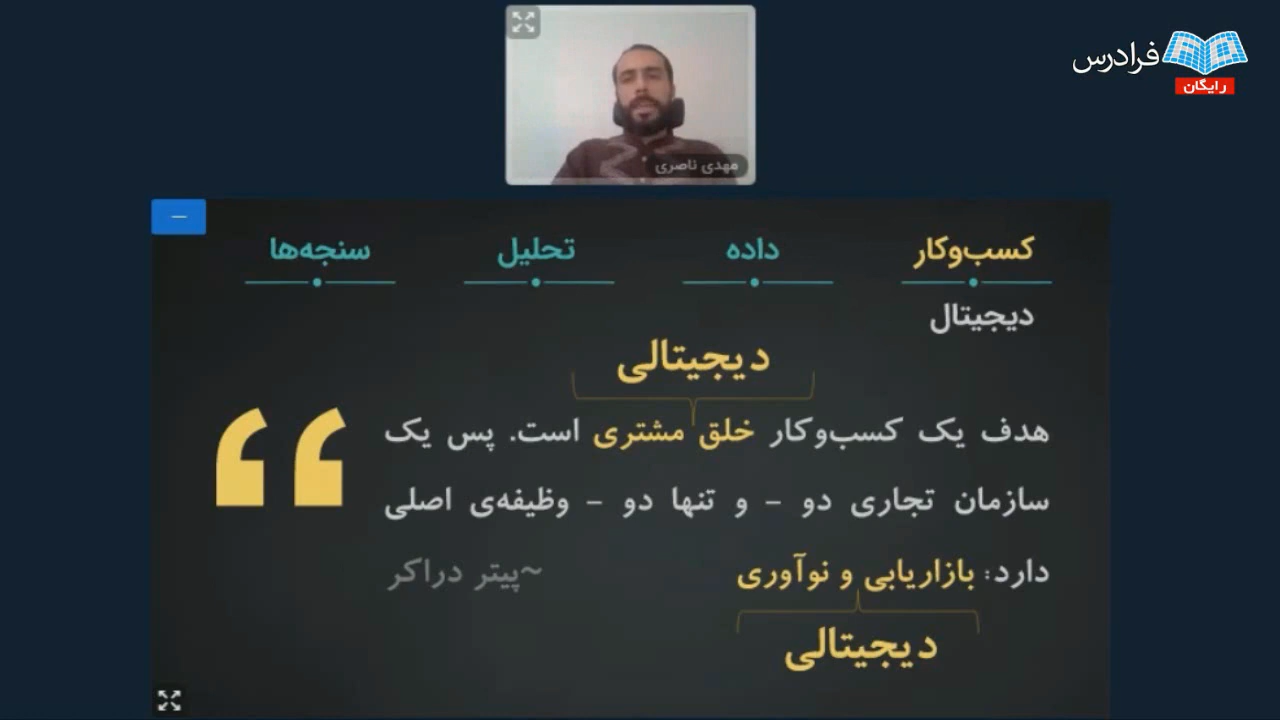 فرادرس
رایگان
مهدی ناصری
کسب‌وکار
داده
تحلیل
سنجه‌ها
دیجیتال
دیجیتالی
هدف یک کسب‌وکار خلق مشتری است. پس یک
سازمان تجاری دو - و تنها دو - وظیفه‌ی اصلی
دارد: بازاریابی و نوآوری
~پیتر دراکر
دیجیتالی